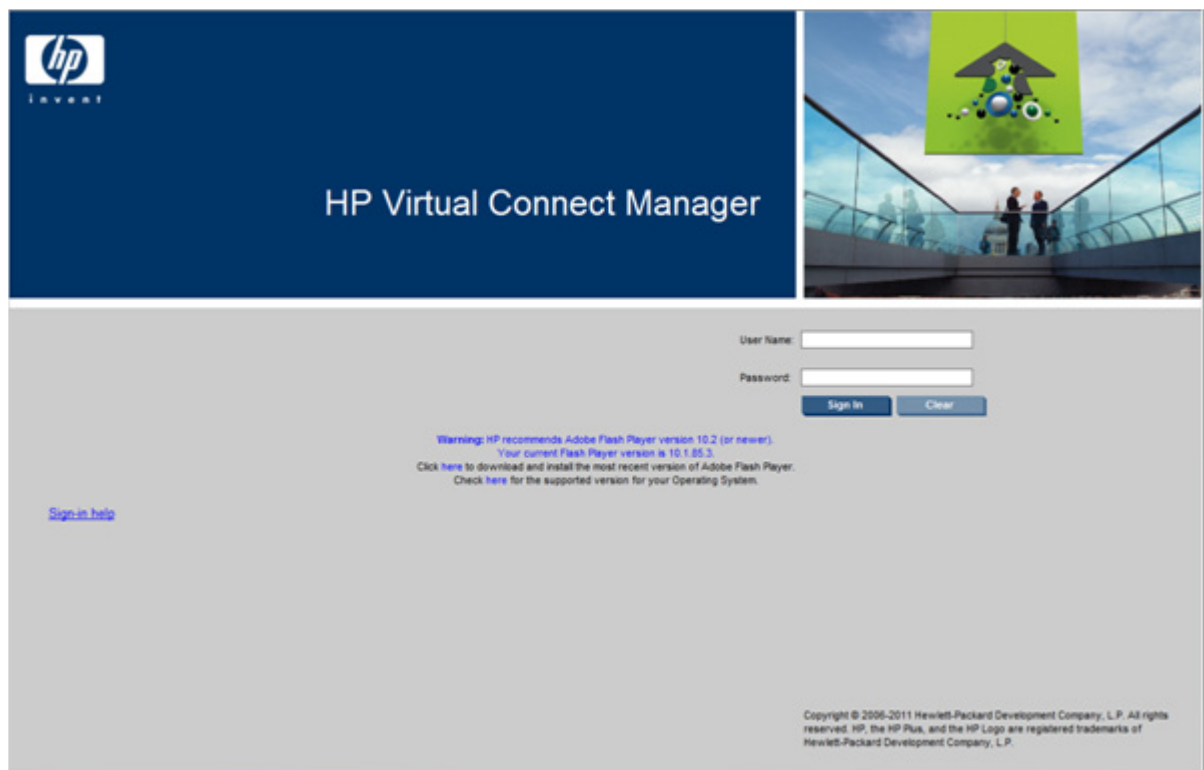 hp
invent
HP Virtual Connect Manager
User Name:
Password:
Sign In Clear
Warning: HP recommends Adobe Flash Player version 10.2 (or newer).
Your current Flash Player version is 10.1.85.3.
Click here to download and install the most recent version of Adobe Flash Player.
Check here for the supported version for your Operating System.
Sign-in help
Copyright © 2006-2011 Hewlett-Packard Development Company, L.P. All rights
reserved. HP, the HP Plus, and the HP Logo are registered trademarks of
Hewlett-Packard Development Company, L.P.